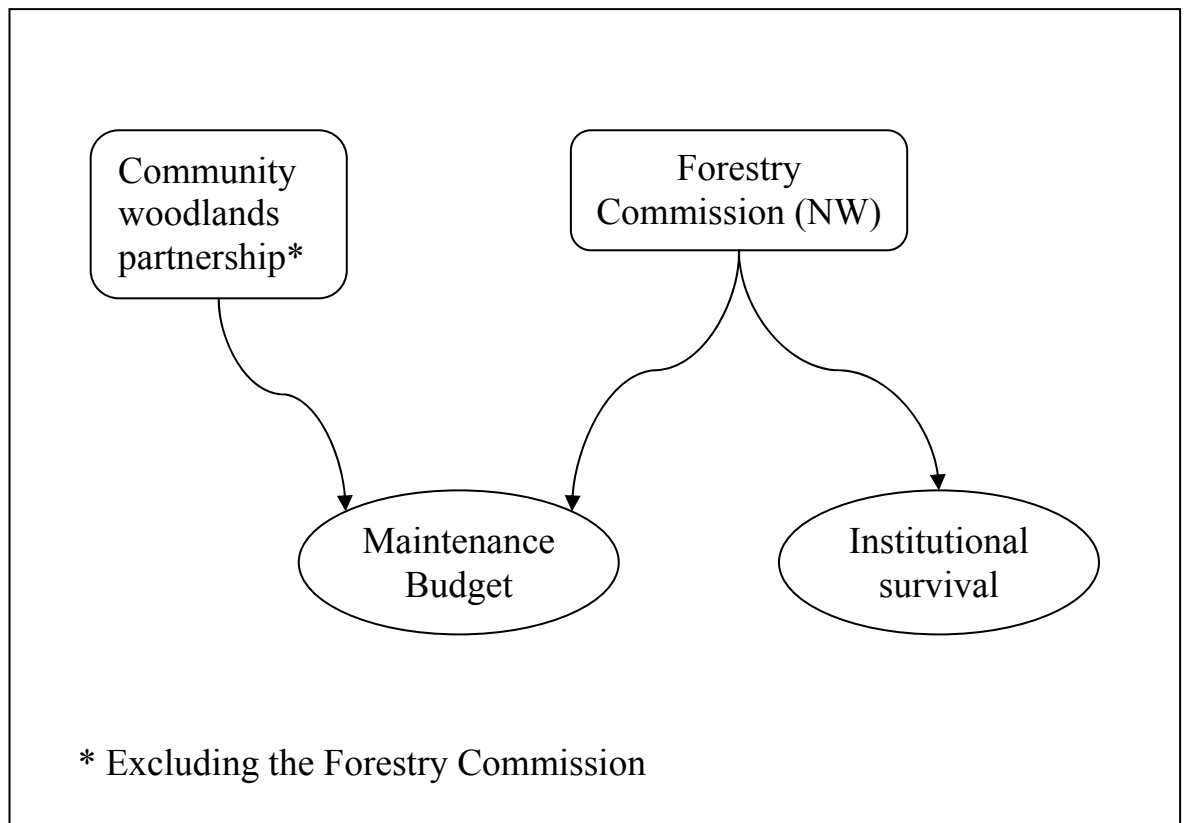 Community
woodlands
partnership*
Forestry
Commission (NW)
Maintenance
Budget
Institutional
survival
* Excluding the Forestry Commission